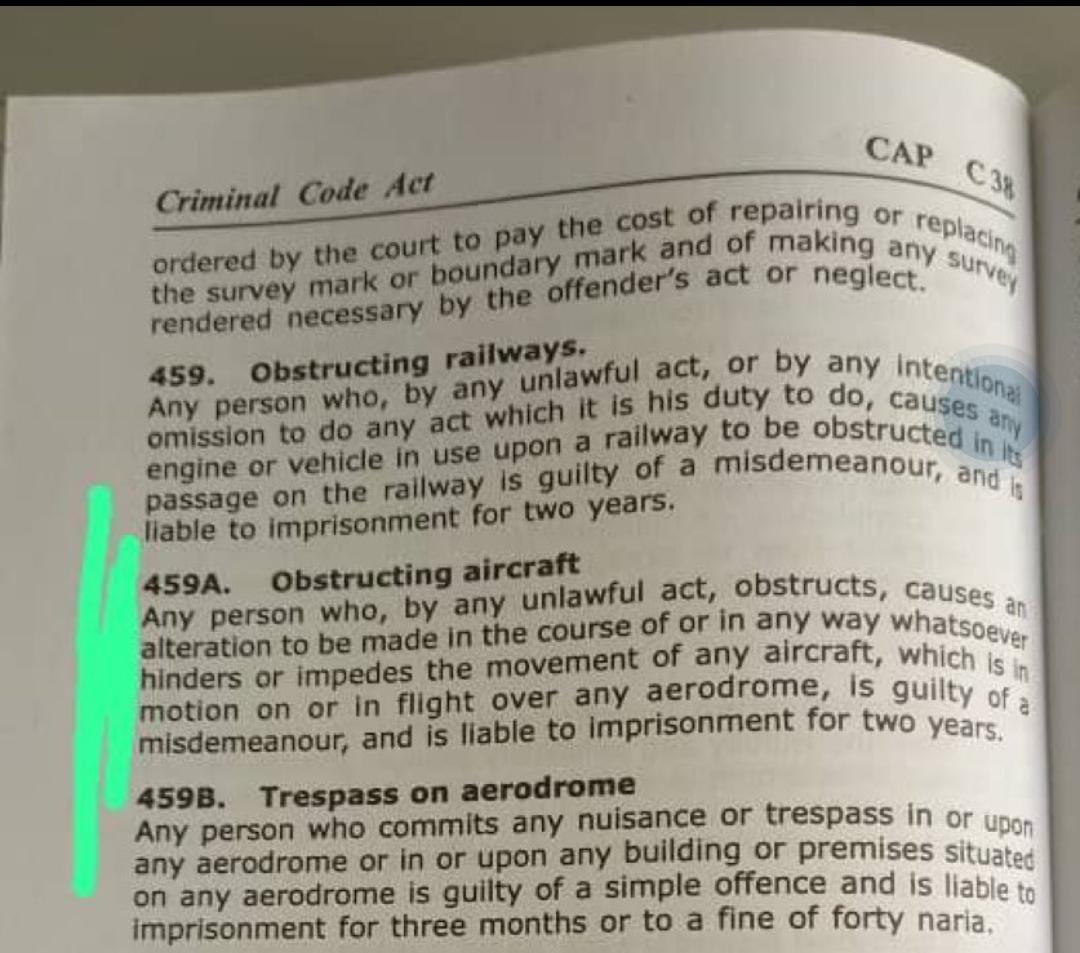 Criminal Code Act CAP C 38
ordered by the court to pay the cost of repairing or replacing
the survey mark or boundary mark and of making any survey
rendered necessary by the offender's act or neglect.
459. Obstructing railways.
Any person who, by any unlawful act, or by any intentional
omission to do any act which it is his duty to do, causes any
engine or vehicle in use upon a railway to be obstructed in its
passage on the railway is guilty of a misdemeanour, and is
liable to imprisonment for two years.
459A. Obstructing aircraft
Any person who, by any unlawful act, obstructs, causes an
alteration to be made in the course of or in any way whatsoever
hinders or impedes the movement of any aircraft, which is in
motion on or in flight over any aerodrome, is guilty of a
misdemeanour, and is liable to imprisonment for two years.
459B. Trespass on aerodrome
Any person who commits any nuisance or trespass in or upon
any aerodrome or in or upon any building or premises situated
on any aerodrome is guilty of a simple offence and is liable to
imprisonment for three months or to a fine of forty naria.